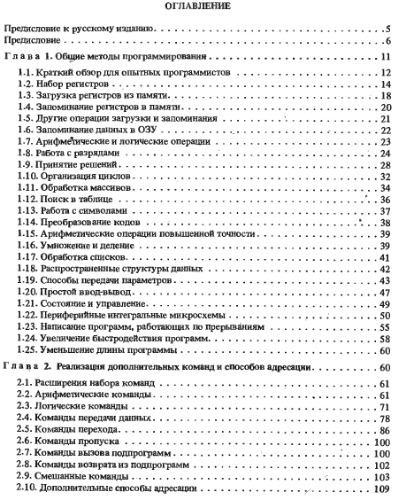 ОГЛАВЛЕНИЕ
Предисловие к русскому изданию. 5
Предисловие 6
Глава 1. Общие методы программирования 11
1.1. Краткий обзор для опытных программистов 12
1.2. Набор регистров 14
1.3. Загрузка регистров из памяти. 18
1.4. Запоминание регистров в памяти. 20
1.5. Другие операции загрузки и запоминания 21
1.6. Запоминание данных в ОЗУ 22
1.7. Арифметические и логические операции 23
1.8. Работа с разрядами 24
1.9. Принятие решений. 28
1.10. Организация циклов 32
1.11. Обработка массивов 34
1.12. Поиск в таблице 36
1.13. Работа с символами 37
1.14. Преобразование кодов 38
1.15. Арифметические операции повышенной точности 39
1.16. Умножение и деление 39
1.17. Обработка списков. 41
1.18. Распространенные структуры данных 42
1.19. Способы передачи параметров 43
1.20. Простой ввод-вывод. 47
1.21. Состояние и управление 49
1.22. Периферийные интегральные микросхемы 50
1.23. Написание программ, работающих по прерываниям 55
1.24. Увеличение быстродействия программ. 58
1.25. Уменьшение длины программы 60
Глава 2. Реализация дополнительных команд и способов адресации 60
2.1. Расширения набора команд 61
2.2. Арифметические команды 61
2.3. Логические команды 71
2.4. Команды передачи данных 78
2.5. Команды перехода. 86
2.6. Команды пропуска 100
2.7. Команды вызова подпрограмм 100
2.8. Команды возврата из подпрограмм 102
2.9. Смешанные команды 103
2.10. Дополнительные способы адресации 109